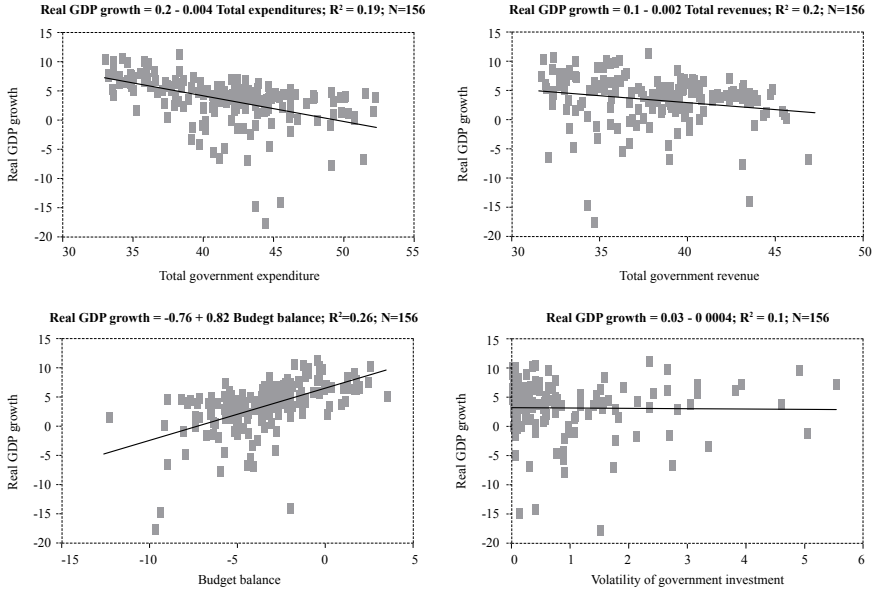 Real GDP growth = 0.2 - 0.004 Total expenditures; R² = 0.19; N=156
15
10
5
0
-5
-10
-15
-20
Real GDP growth
30 35 40 45 50 55
Total government expenditure
Real GDP growth = 0.1 - 0.002 Total revenues; R² = 0.2; N=156
15
10
5
0
-5
-10
-15
-20
Real GDP growth
30 35 40 45 50
Total government revenue
Real GDP growth = -0.76 + 0.82 Budegt balance; R²=0.26; N=156
15
10
5
0
-5
-10
-15
-20
Real GDP growth
-15 -10 -5 0 5
Budget balance
Real GDP growth = 0.03 - 0 0004; R² = 0.1; N=156
15
10
5
0
-5
-10
-15
-20
Real GDP growth
0 1 2 3 4 5 6
Volatility of government investment